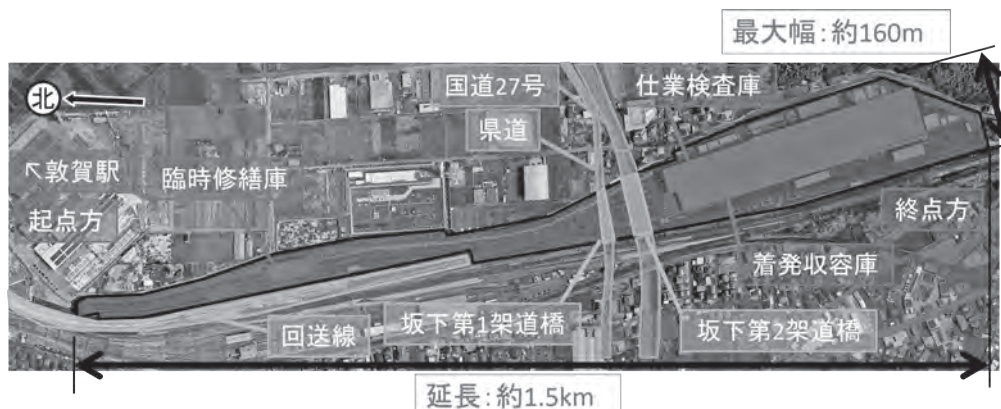 最大幅：約160m
北
国道27号
仕業検査庫
県道
↖敦賀駅
臨時修繕庫
起点方
終点方
着発収容庫
回送線
坂下第1架道橋
坂下第2架道橋
延長：約1.5km